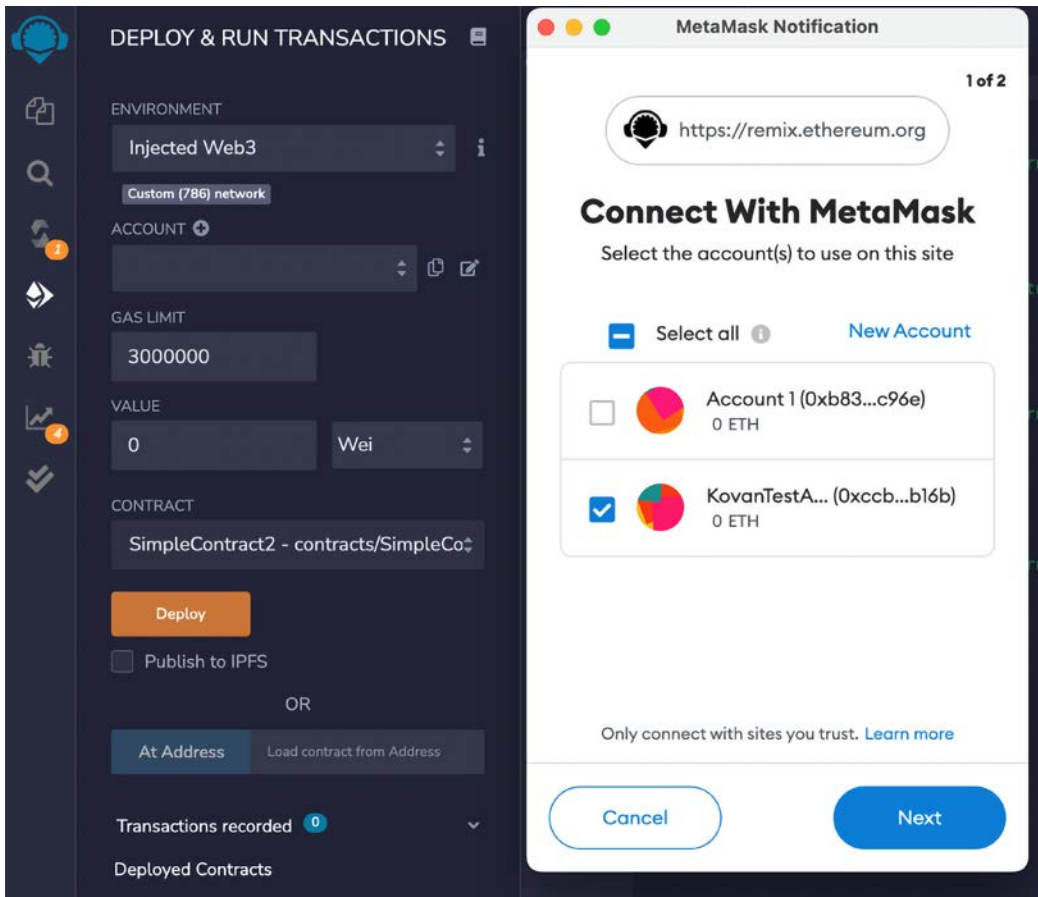 DEPLOY & RUN TRANSACTIONS
ENVIRONMENT
Injected Web3
Custom (786) network
ACCOUNT
GAS LIMIT
3000000
VALUE
0
Wei
CONTRACT
SimpleContract2 - contracts/SimpleCo
Deploy
Publish to IPFS
OR
At Address
Load contract from Address
Transactions recorded 0
Deployed Contracts
1
4
MetaMask Notification
1 of 2
https://remix.ethereum.org
Connect With MetaMask
Select the account(s) to use on this site
Select all
New Account
Account 1 (0xb83...c96e)
0 ETH
KovanTestA... (0xccb...b16b)
0 ETH
Only connect with sites you trust. Learn more
Cancel
Next